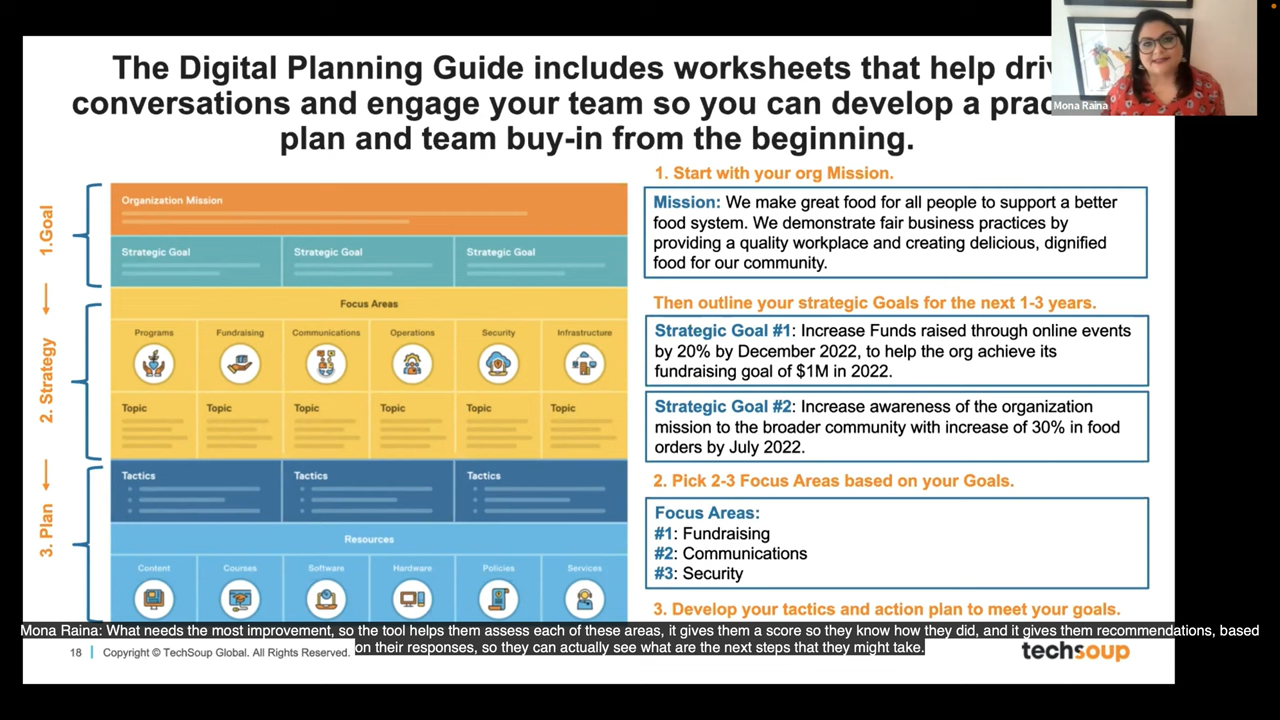 The Digital Planning Guide includes worksheets that help
conversations and engage your team so you can develop a
plan and team buy-in from the beginning.
Mona Raina
1.Goal
2. Strategy
3. Plan
Organization Mission
Strategic Goal Strategic Goal Strategic Goal
Focus Areas
Programs Fundraising Communications Operations Security Infrastructure
Topic Topic Topic Topic Topic Topic
Tactics Tactics Tactics
Resources
Content Courses Software Hardware Policies Services
1. Start with your org Mission.
Mission: We make great food for all people to support a better
food system. We demonstrate fair business practices by
providing a quality workplace and creating delicious, dignified
food for our community.
Then outline your strategic Goals for the next 1-3 years.
Strategic Goal #1: Increase Funds raised through online events
by 20% by December 2022, to help the org achieve its
fundraising goal of $1M in 2022.
Strategic Goal #2: Increase awareness of the organization
mission to the broader community with increase of 30% in food
orders by July 2022.
2. Pick 2-3 Focus Areas based on your Goals.
Focus Areas:
#1: Fundraising
#2: Communications
#3: Security
3. Develop your tactics and action plan to meet your goals.
Mona Raina: What needs the most improvement, so the tool helps them assess each of these areas, it gives them a score so they know how they did, and it gives them recommendations, based
on their responses, so they can actually see what are the next steps that they might take.
18 | Copyright © TechSoup Global. All Rights Reserved.
techsoup